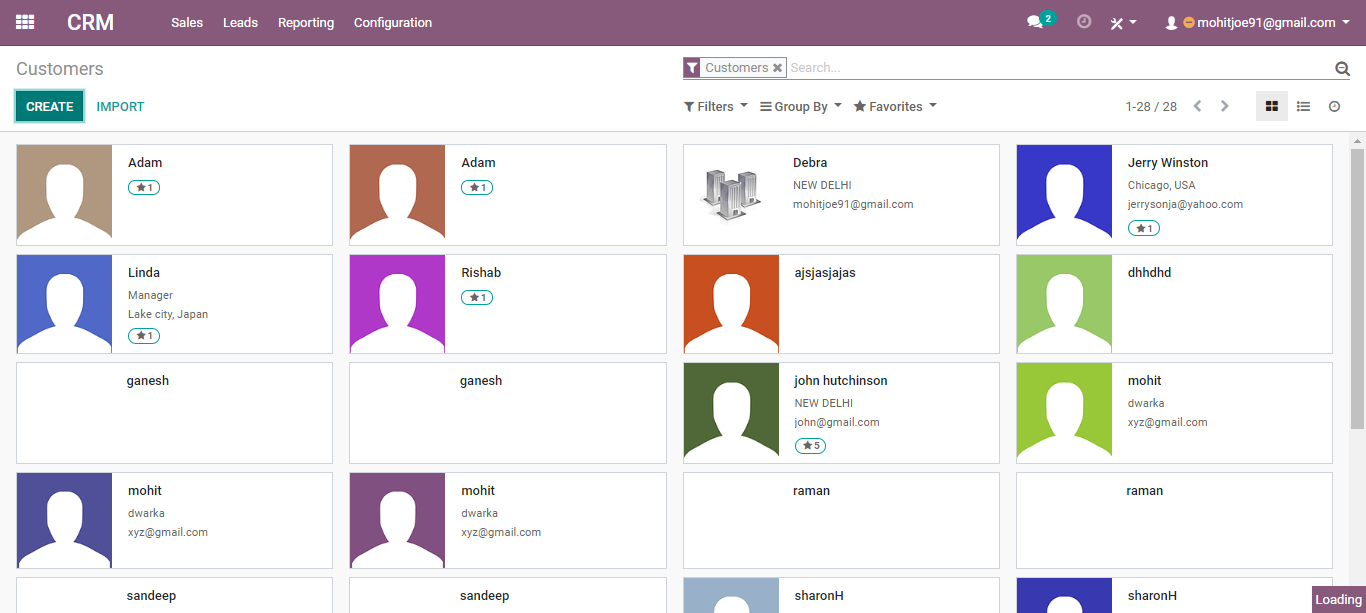 CRM Sales Leads Reporting Configuration 2 mohitjoe91@gmail.com
Customers Customers Search...
CREATE IMPORT Filters Group By Favorites 1-28 / 28
Adam Adam Debra Jerry Winston
1 1 NEW DELHI Chicago, USA
mohitjoe91@gmail.com jerrysonja@yahoo.com
1
Linda Rishab ajsjasjajas dhhdhd
Manager 1
Lake city, Japan
1
ganesh ganesh john hutchinson mohit
NEW DELHI dwarka
john@gmail.com xyz@gmail.com
5
mohit mohit raman raman
dwarka dwarka
xyz@gmail.com xyz@gmail.com
sandeep sandeep sharonH sharonH
Loading